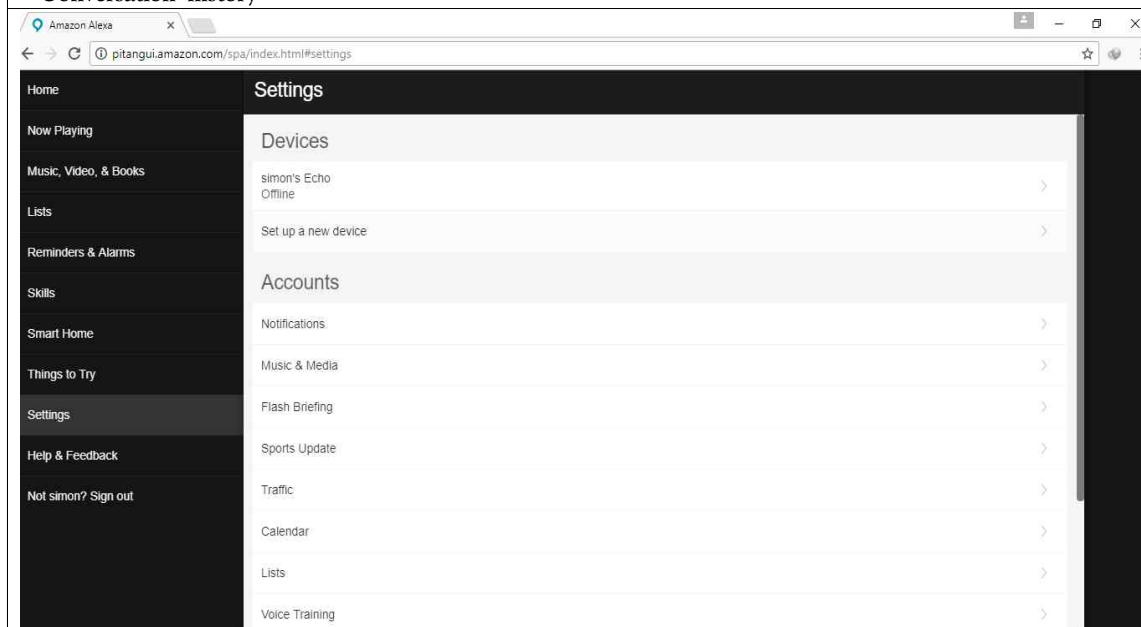 Conversation history
Amazon Alexa
pitangui.amazon.com/spa/index.html#settings
Home
Now Playing
Music, Video, & Books
Lists
Reminders & Alarms
Skills
Smart Home
Things to Try
Settings
Help & Feedback
Not simon? Sign out
Settings
Devices
simon's Echo
Offline
Set up a new device
Accounts
Notifications
Music & Media
Flash Briefing
Sports Update
Traffic
Calendar
Lists
Voice Training